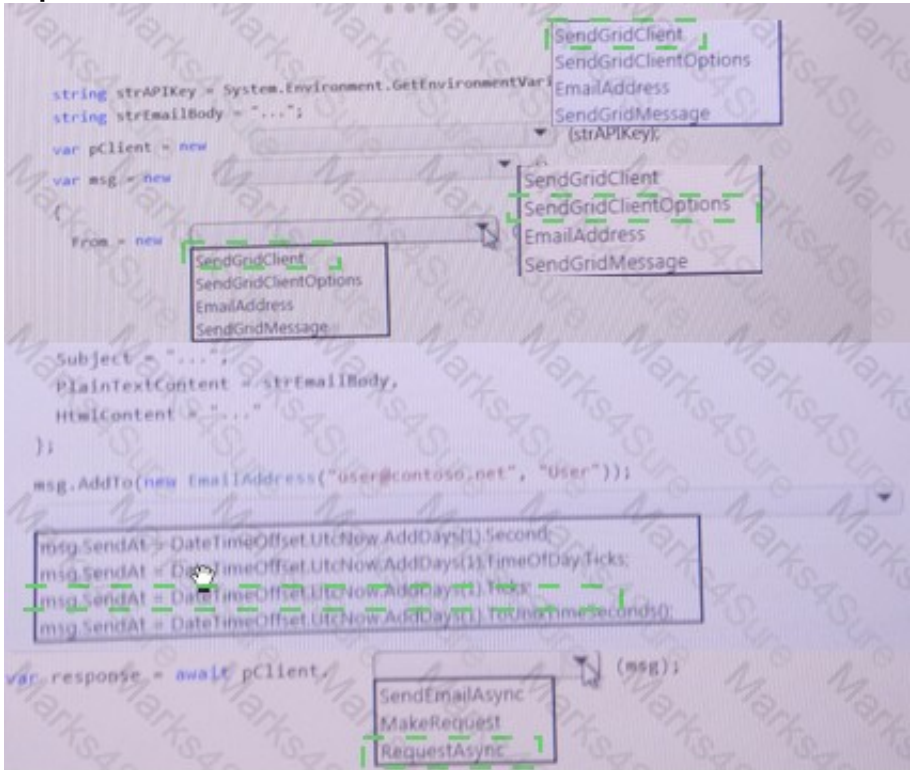 SendGridClient
SendGridClientOptions
string strAPIKey = System.Environment.GetEnvironmentVari
EmailAddress
string strEmailBody = "...";
SendGridMessage
var pClient = new
(strAPIKey);
var msg = new
SendGridClient
{
SendGridClientOptions
From = new
EmailAddress
SendGridMessage
SendGridClient
SendGridClientOptions
EmailAddress
SendGridMessage
Subject = "...",
PlainTextContent = strEmailBody,
HtmlContent = "..."
};
msg.AddTo(new EmailAddress("user@contoso.net", "User"));
msg.SendAt = DateTimeOffset.UtcNow.AddDays(1).Second;
msg.SendAt = DateTimeOffset.UtcNow.AddDays(1).TimeOfDay.Ticks;
msg.SendAt = DateTimeOffset.UtcNow.AddDays(1).Ticks;
msg.SendAt = DateTimeOffset.UtcNow.AddDays(1).ToUnixTimeSeconds();
var response = await pClient.
(msg);
SendEmailAsync
MakeRequest
RequestAsync
Marks4Sure